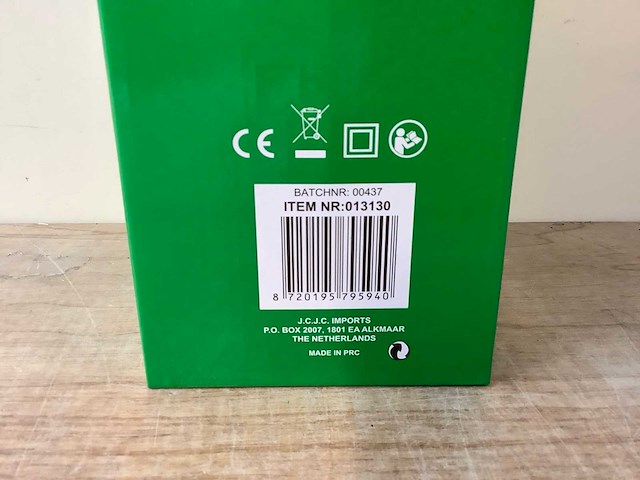 CE
BATCHNR: 00437
ITEM NR:013130
8 720195 795940
J.C.J.C. IMPORTS
P.O. BOX 2007, 1801 EA ALKMAAR
THE NETHERLANDS
MADE IN PRC